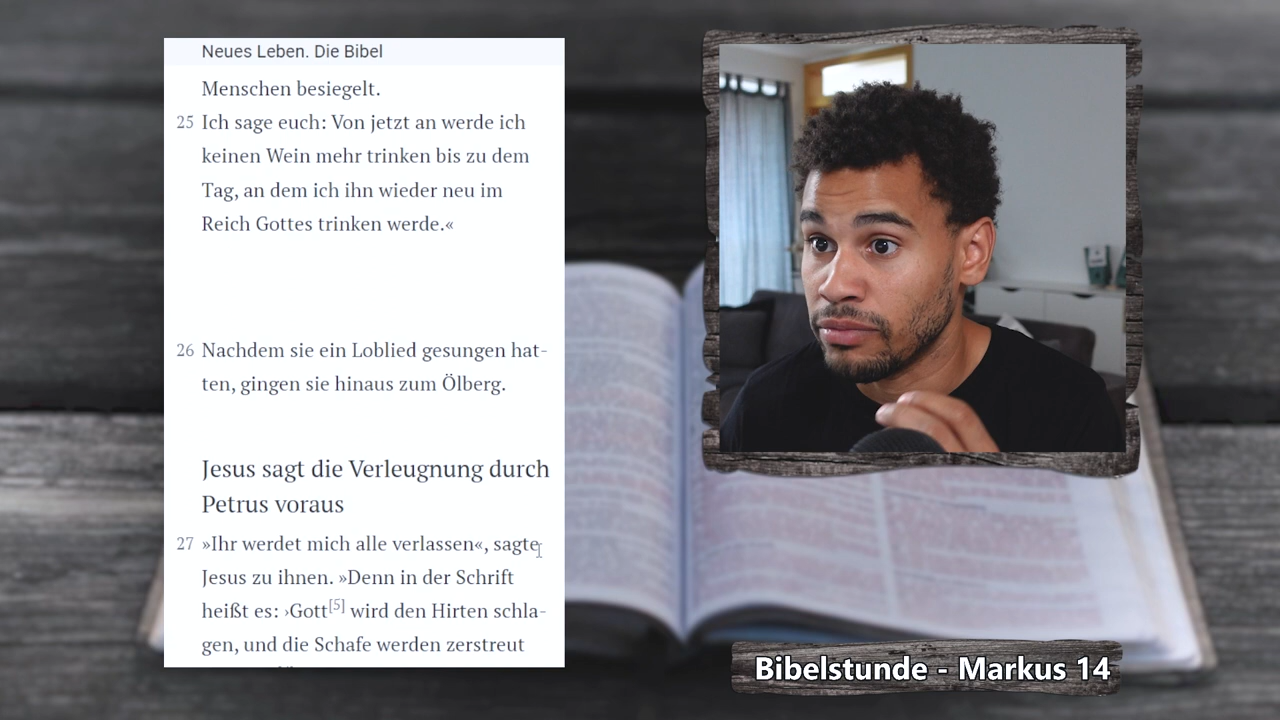 Neues Leben. Die Bibel
Menschen besiegelt.
25 Ich sage euch: Von jetzt an werde ich
keinen Wein mehr trinken bis zu dem
Tag, an dem ich ihn wieder neu im
Reich Gottes trinken werde.«
26 Nachdem sie ein Loblied gesungen hat-
ten, gingen sie hinaus zum Ölberg.
Jesus sagt die Verleugnung durch
Petrus voraus
27 »Ihr werdet mich alle verlassen«, sagte
Jesus zu ihnen. »Denn in der Schrift
heißt es: ›Gott[5] wird den Hirten schla-
gen, und die Schafe werden zerstreut
Bibelstunde - Markus 14